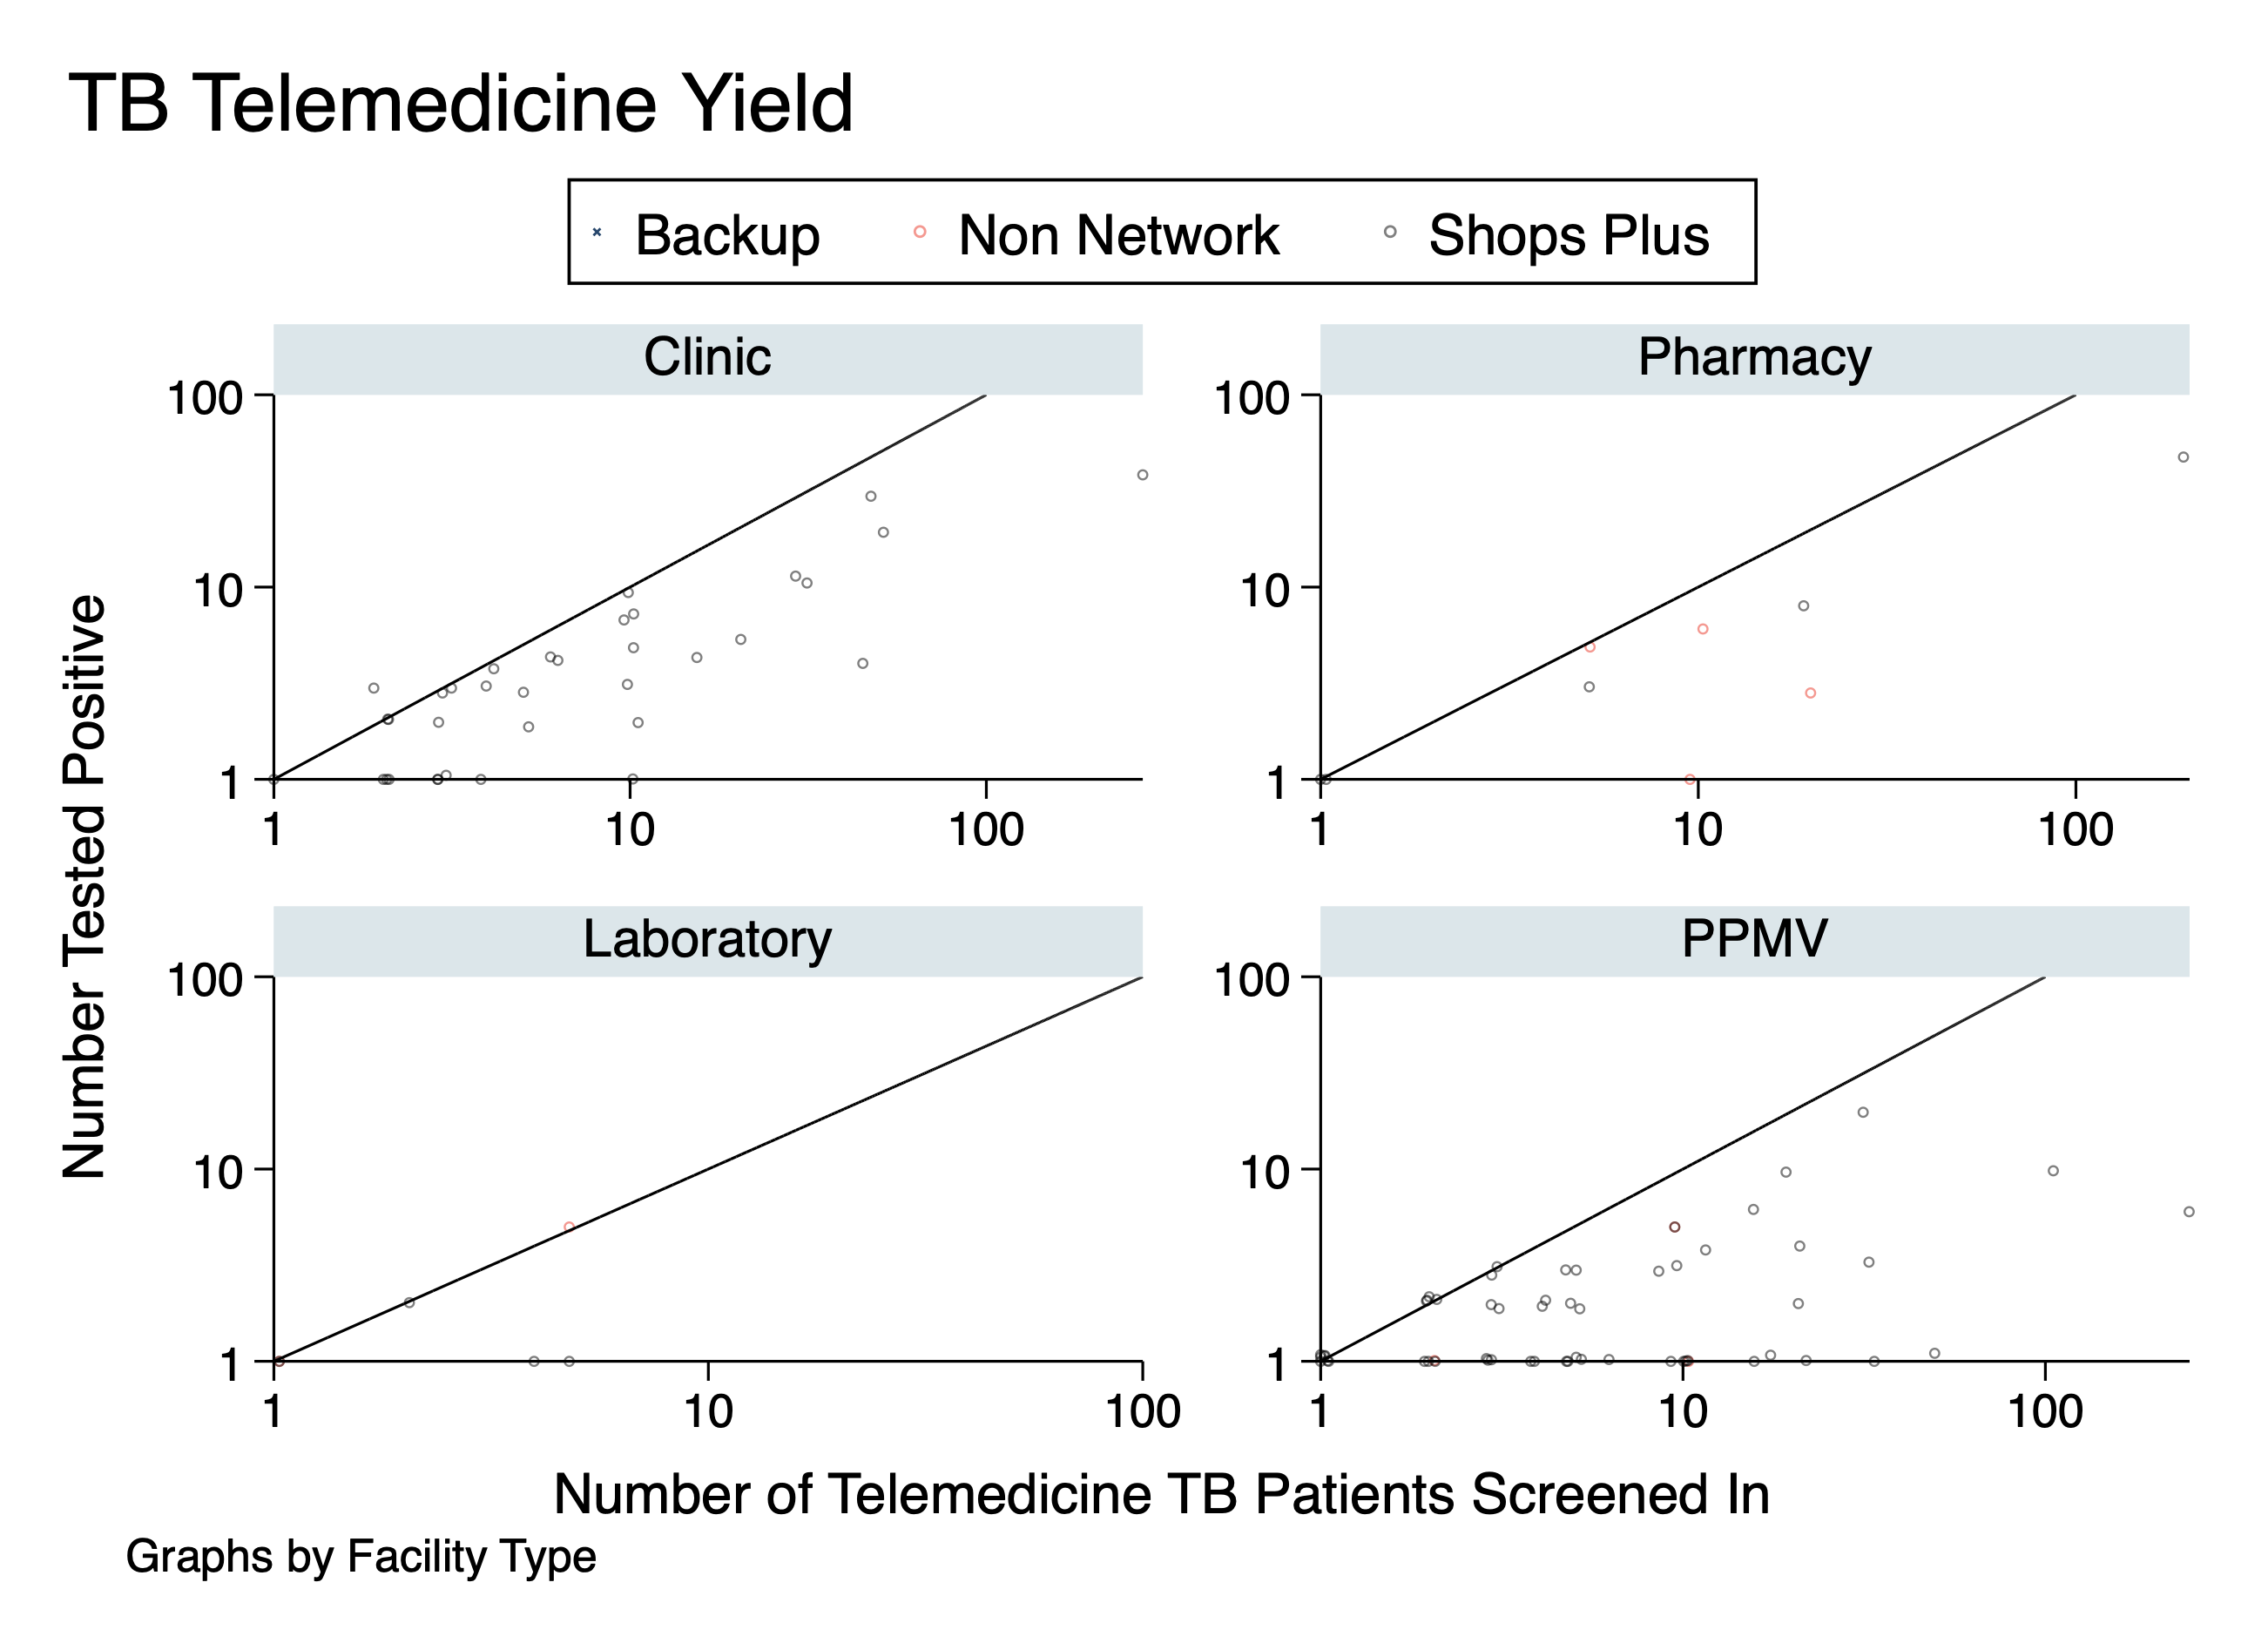 TB Telemedicine Yield
Backup Non Network Shops Plus
Clinic
100
10
1
1 10 100
Pharmacy
100
10
1
1 10 100
Laboratory
100
10
1
1 10 100
PPMV
100
10
1
1 10 100
Number Tested Positive
Number of Telemedicine TB Patients Screened In
Graphs by Facility Type